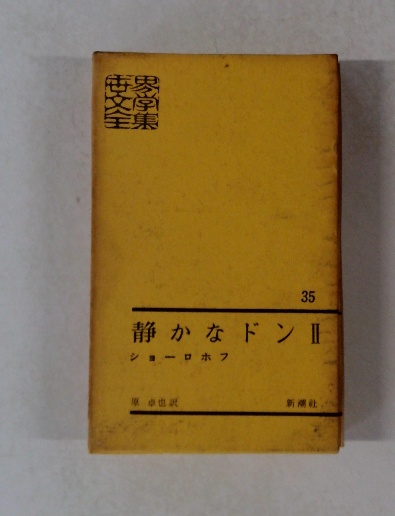 世界
文学
全集
35
静かなドン II
ショーロホフ
原 卓也訳 新潮社